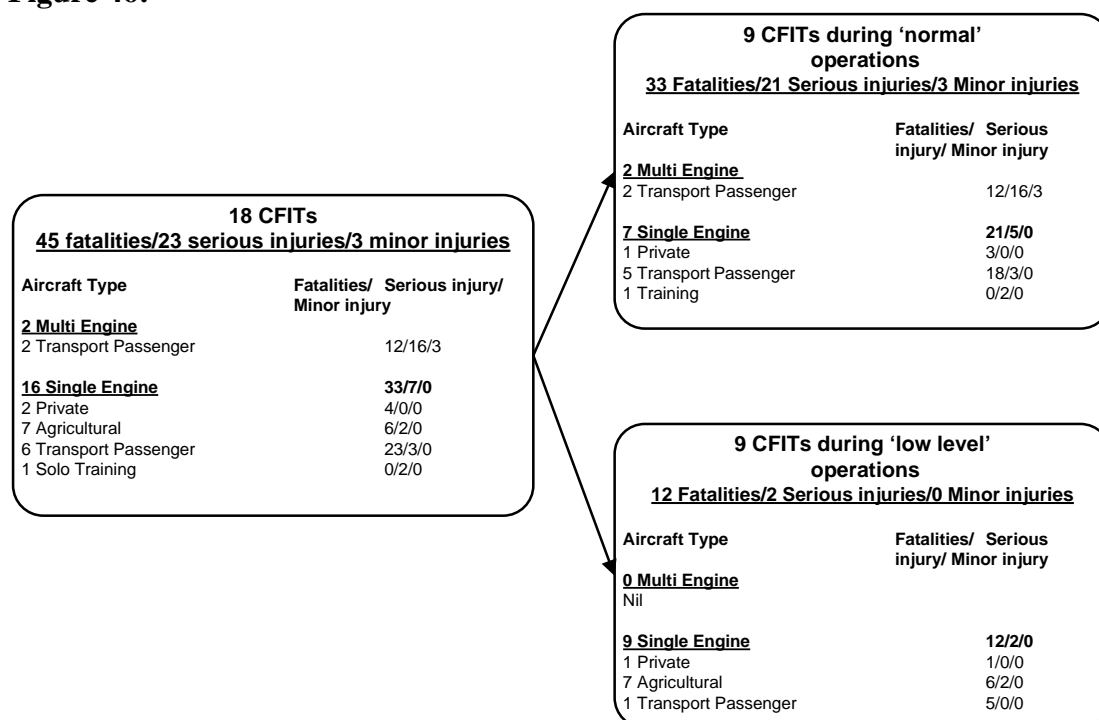 18 CFITs
45 fatalities/23 serious injuries/3 minor injuries
Aircraft Type Fatalities/ Serious injury/
Minor injury
2 Multi Engine
2 Transport Passenger 12/16/3
16 Single Engine 33/7/0
2 Private 4/0/0
7 Agricultural 6/2/0
6 Transport Passenger 23/3/0
1 Solo Training 0/2/0
9 CFITs during ‘normal’
operations
33 Fatalities/21 Serious injuries/3 Minor injuries
Aircraft Type Fatalities/ Serious
injury/ Minor injury
2 Multi Engine
2 Transport Passenger 12/16/3
7 Single Engine 21/5/0
1 Private 3/0/0
5 Transport Passenger 18/3/0
1 Training 0/2/0
9 CFITs during ‘low level’
operations
12 Fatalities/2 Serious injuries/0 Minor injuries
Aircraft Type Fatalities/ Serious
injury/ Minor injury
0 Multi Engine
Nil
9 Single Engine 12/2/0
1 Private 1/0/0
7 Agricultural 6/2/0
1 Transport Passenger 5/0/0